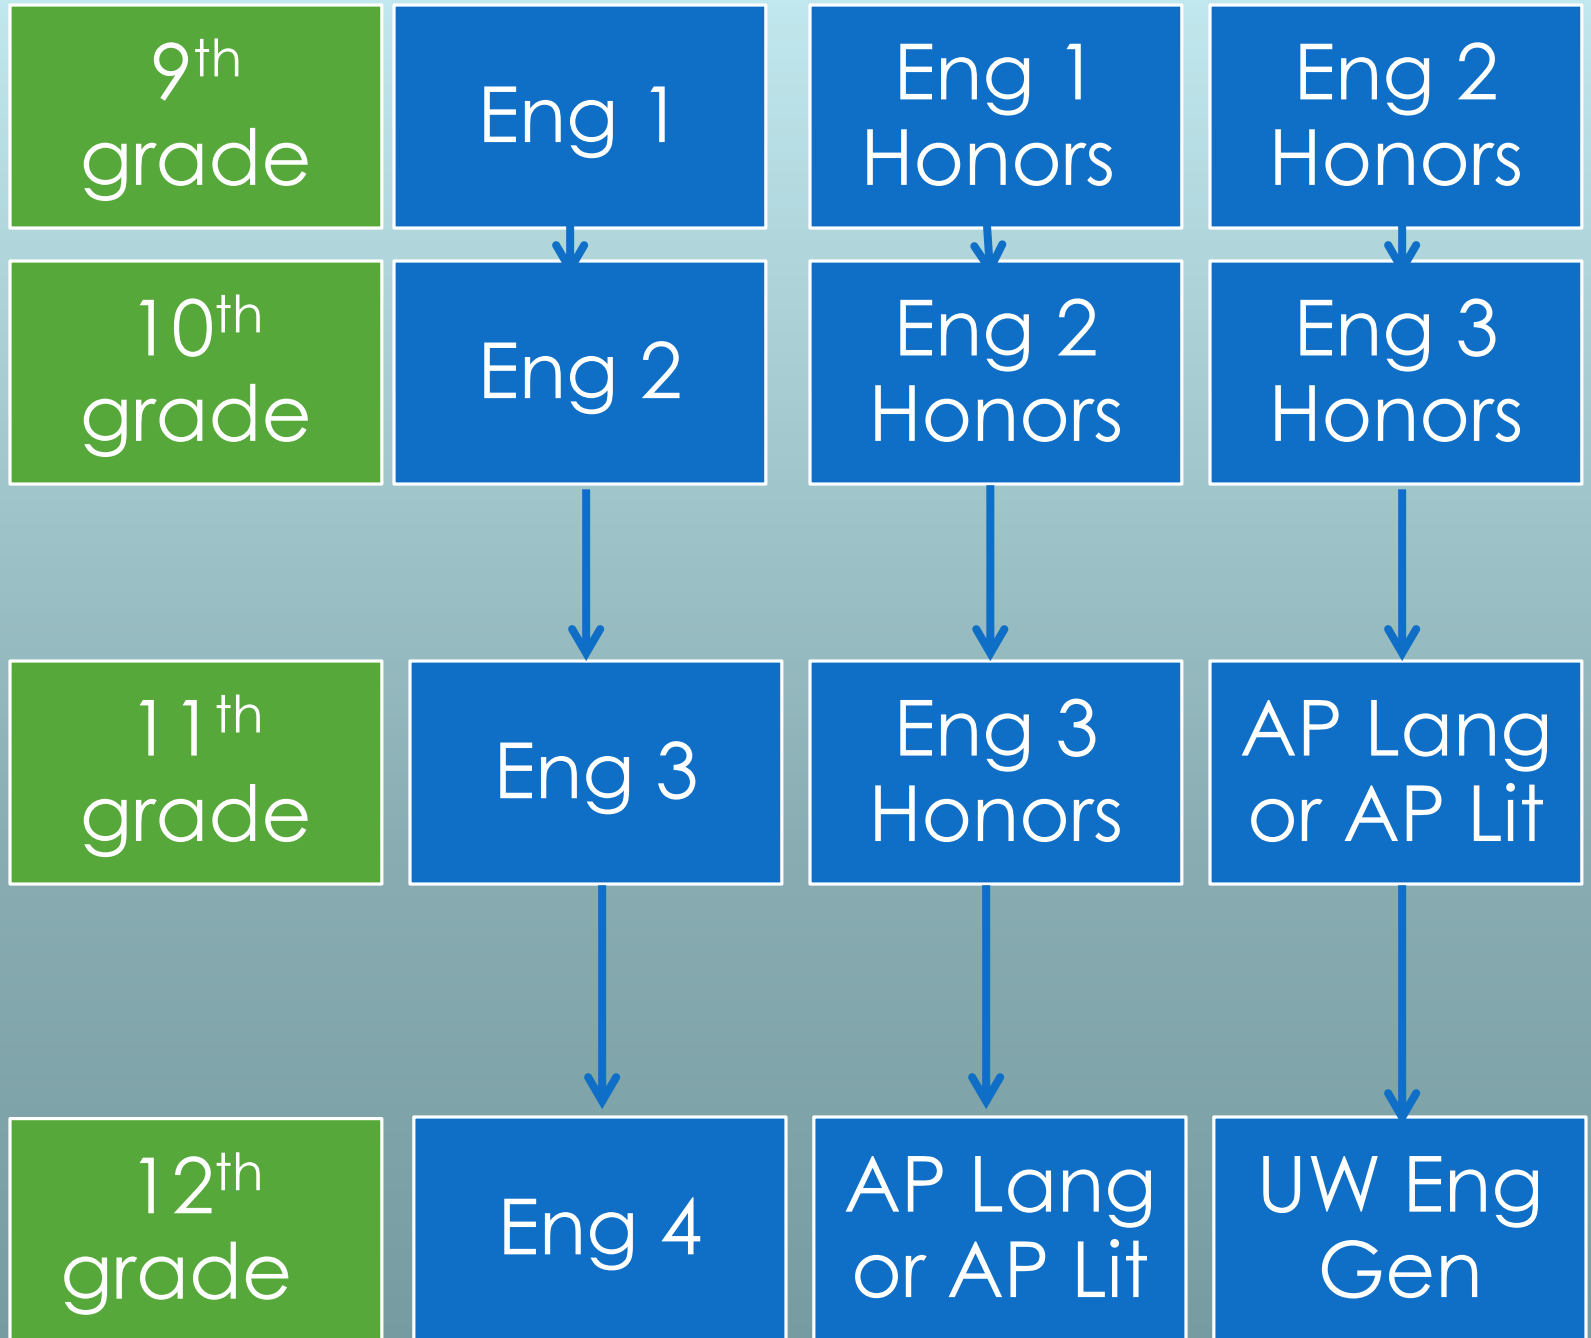 9th
grade
Eng 1
Eng 1
Honors
Eng 2
Honors
10th
grade
Eng 2
Eng 2
Honors
Eng 3
Honors
11th
grade
Eng 3
Eng 3
Honors
AP Lang
or AP Lit
12th
grade
Eng 4
AP Lang
or AP Lit
UW Eng
Gen